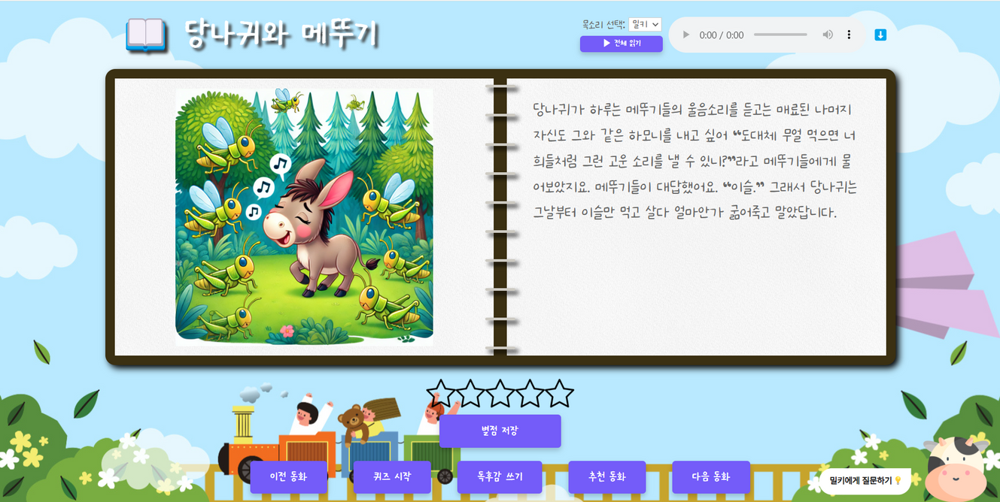 당나귀와 메뚜기
목소리 선택: 밀키
▶ 전체 읽기
0:00 / 0:00
당나귀가 하루는 메뚜기들의 울음소리를 듣고는 매료된 나머지
자신도 그와 같은 하모니를 내고 싶어 “도대체 무얼 먹으면 너
희들처럼 그런 고운 소리를 낼 수 있니?”라고 메뚜기들에게 물
어보았지요. 메뚜기들이 대답했어요. “이슬.” 그래서 당나귀는
그날부터 이슬만 먹고 살다 얼마안가 굶어죽고 말았답니다.
별점 저장
이전 동화
퀴즈 시작
독후감 쓰기
추천 동화
다음 동화
밀키에게 질문하기